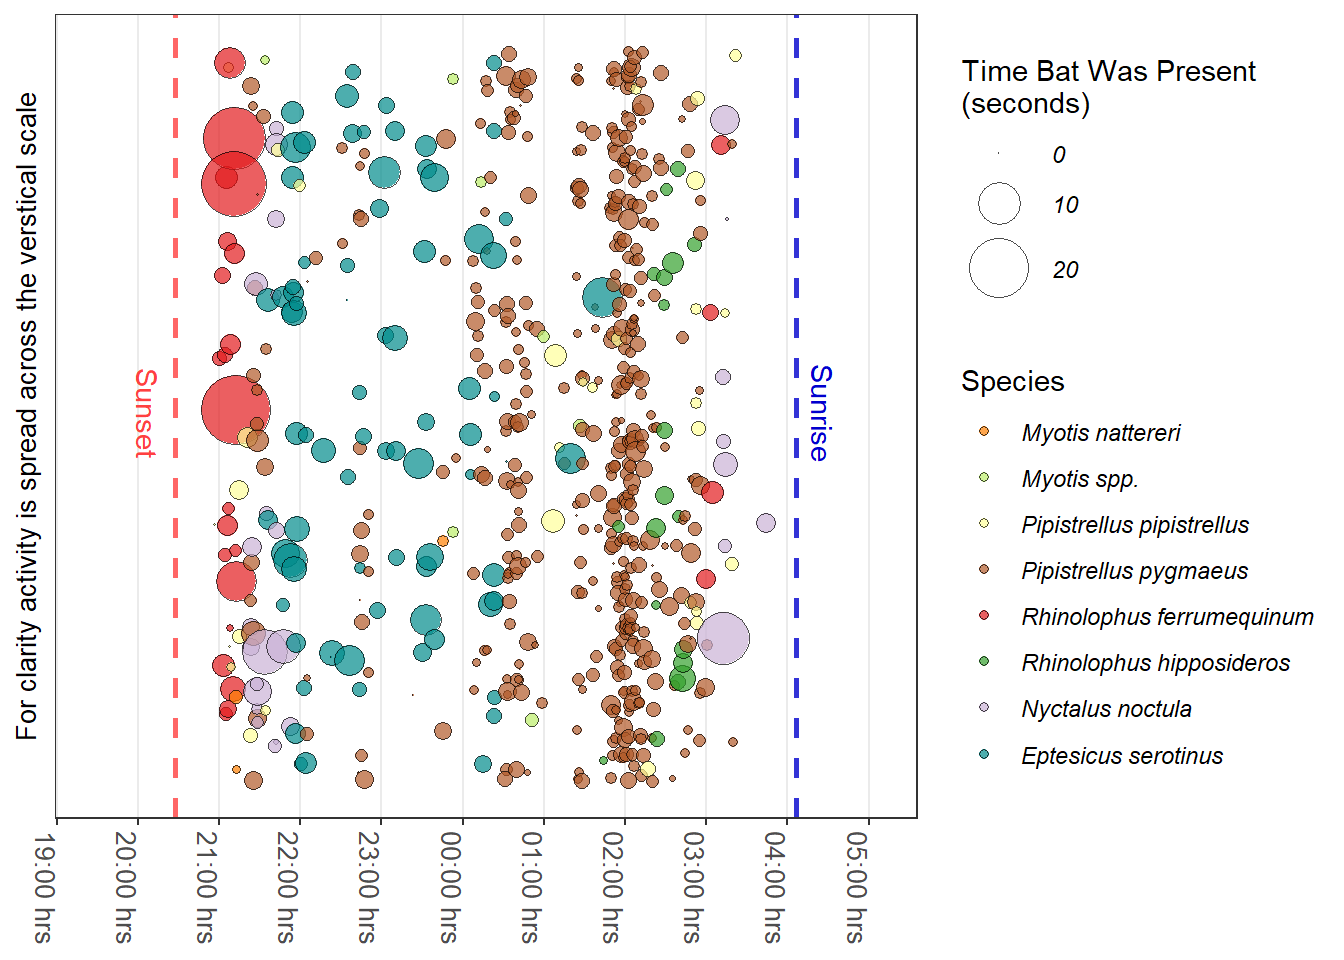 For clarity activity is spread across the verstical scale
Sunset
Sunrise
19:00 hrs
20:00 hrs
21:00 hrs
22:00 hrs
23:00 hrs
00:00 hrs
01:00 hrs
02:00 hrs
03:00 hrs
04:00 hrs
05:00 hrs
Time Bat Was Present
(seconds)
0
10
20
Species
Myotis nattereri
Myotis spp.
Pipistrellus pipistrellus
Pipistrellus pygmaeus
Rhinolophus ferrumequinum
Rhinolophus hipposideros
Nyctalus noctula
Eptesicus serotinus